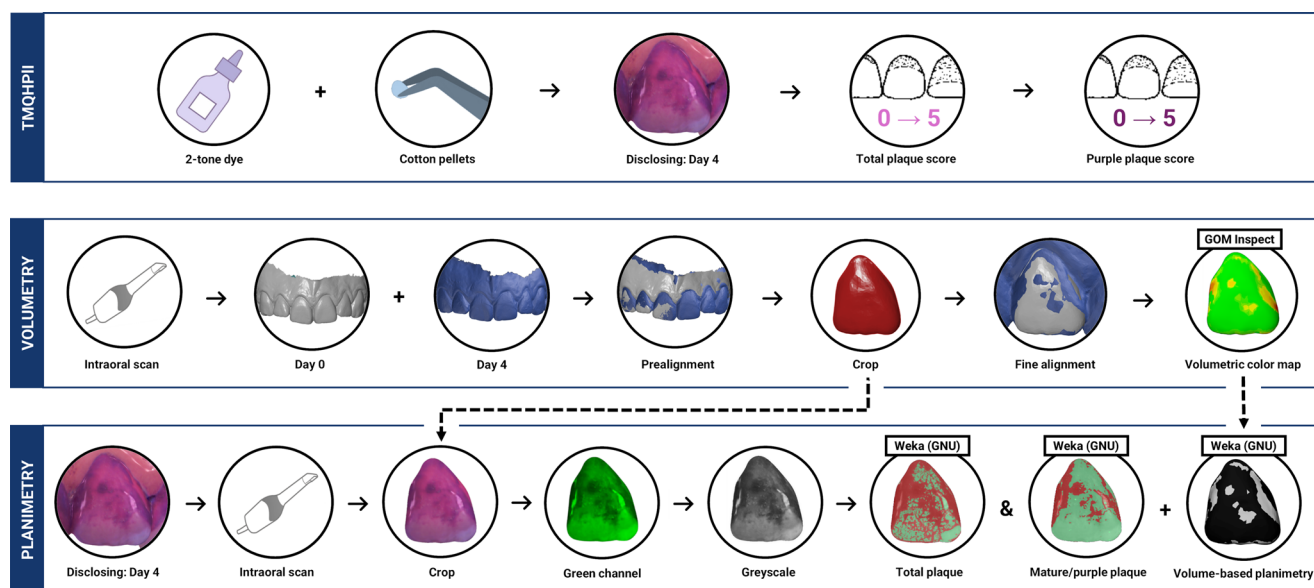 TMQHPII
+
2-tone dye
Cotton pellets
Disclosing: Day 4
0 → 5
Total plaque score
0 → 5
Purple plaque score
VOLUMETRY
GOM Inspect
+
Intraoral scan
Day 0
Day 4
Prealignment
Crop
Fine alignment
Volumetric color map
PLANIMETRY
Weka (GNU)
Weka (GNU)
Weka (GNU)
&
+
Disclosing: Day 4
Intraoral scan
Crop
Green channel
Greyscale
Total plaque
Mature/purple plaque
Volume-based planimetry